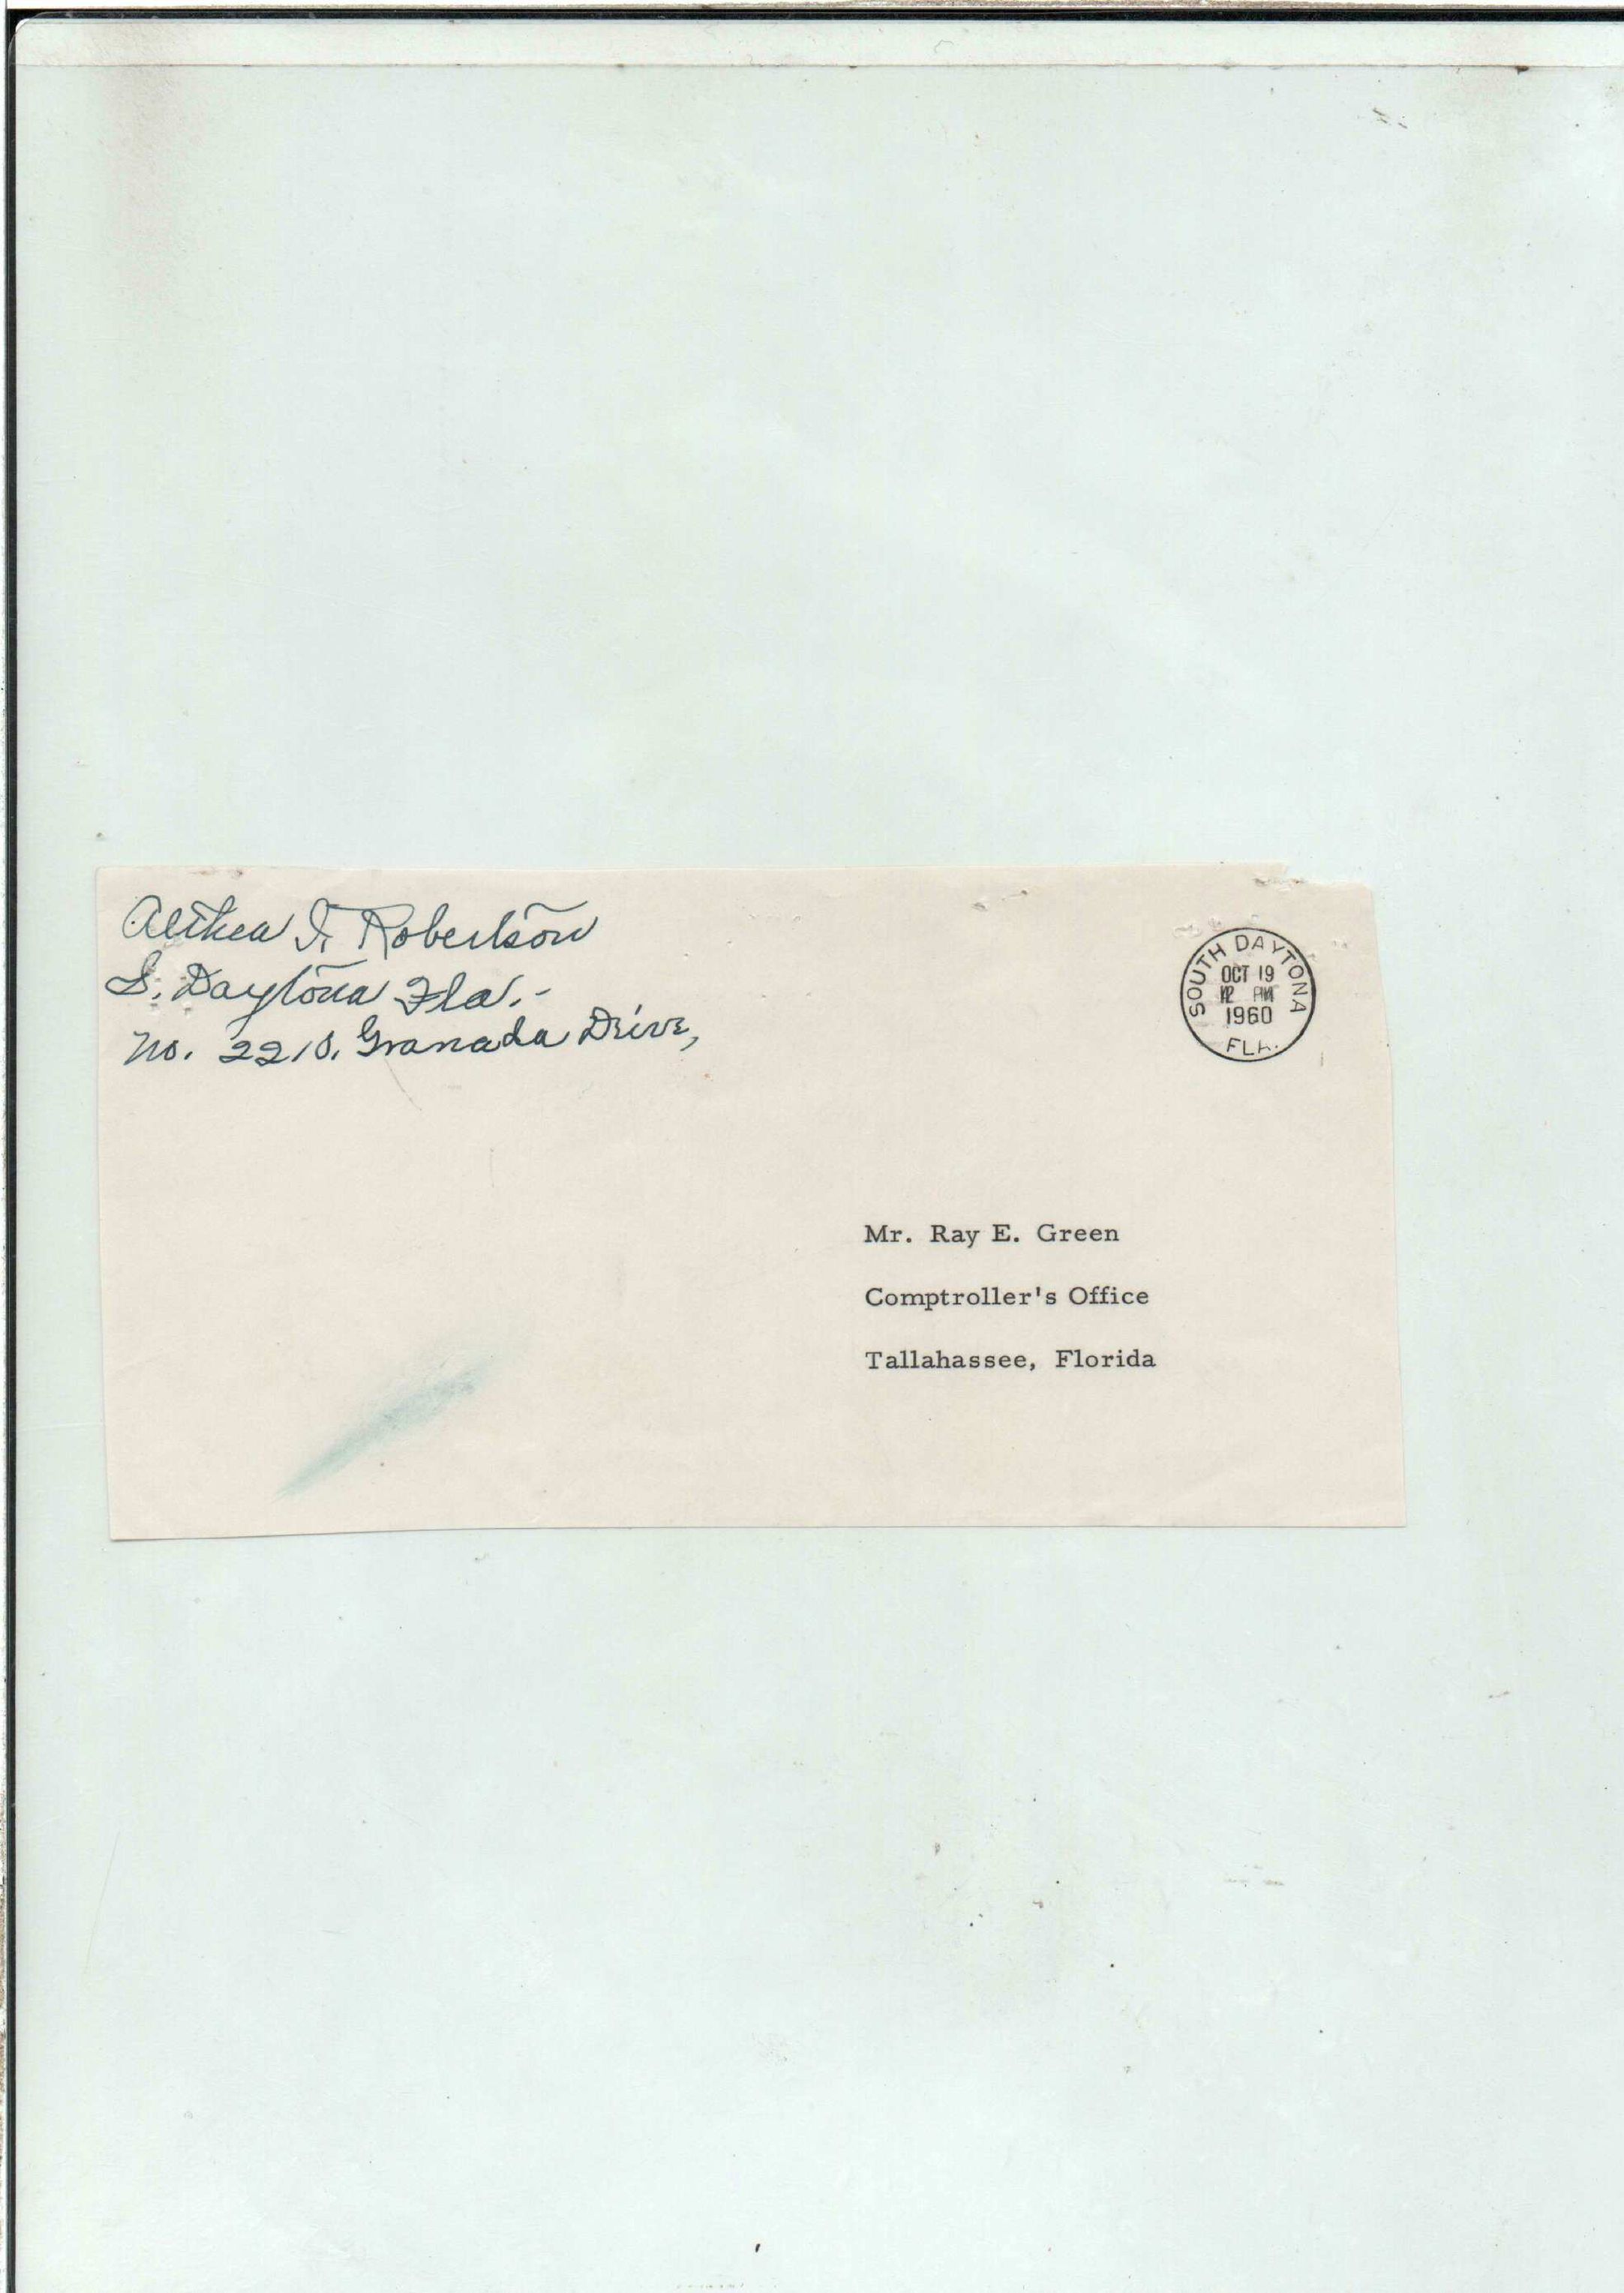 Althea T. Robertson
S. Daytona Fla.-
No. 2210. Granada Drive,
SOUTH DAYTONA
OCT 19
12 PM
1960
FLA.
Mr. Ray E. Green
Comptroller's Office
Tallahassee, Florida